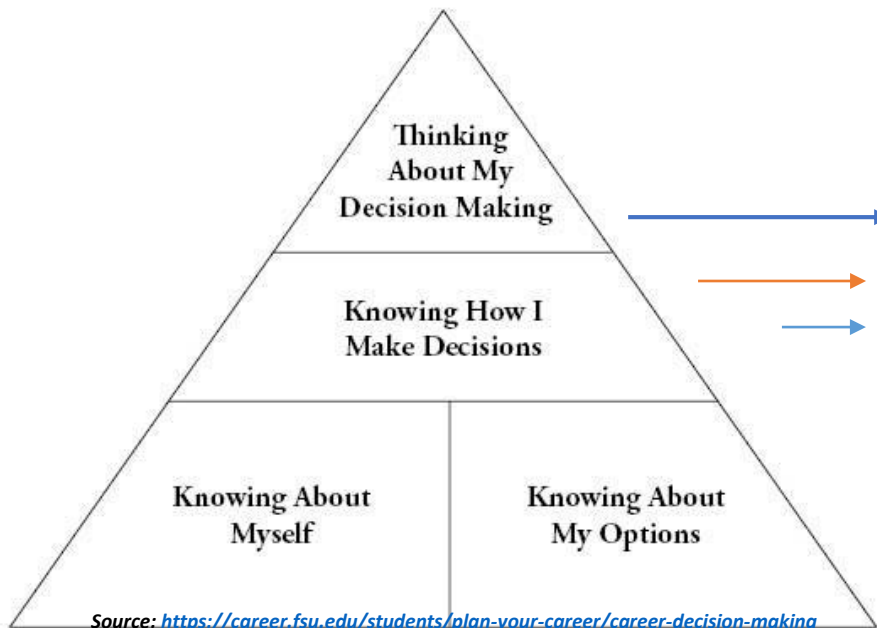 Thinking
About My
Decision Making
Knowing How I
Make Decisions
Knowing About
Myself
Knowing About
My Options
Source: https://career.fsu.edu/students/plan-your-career/career-decision-making